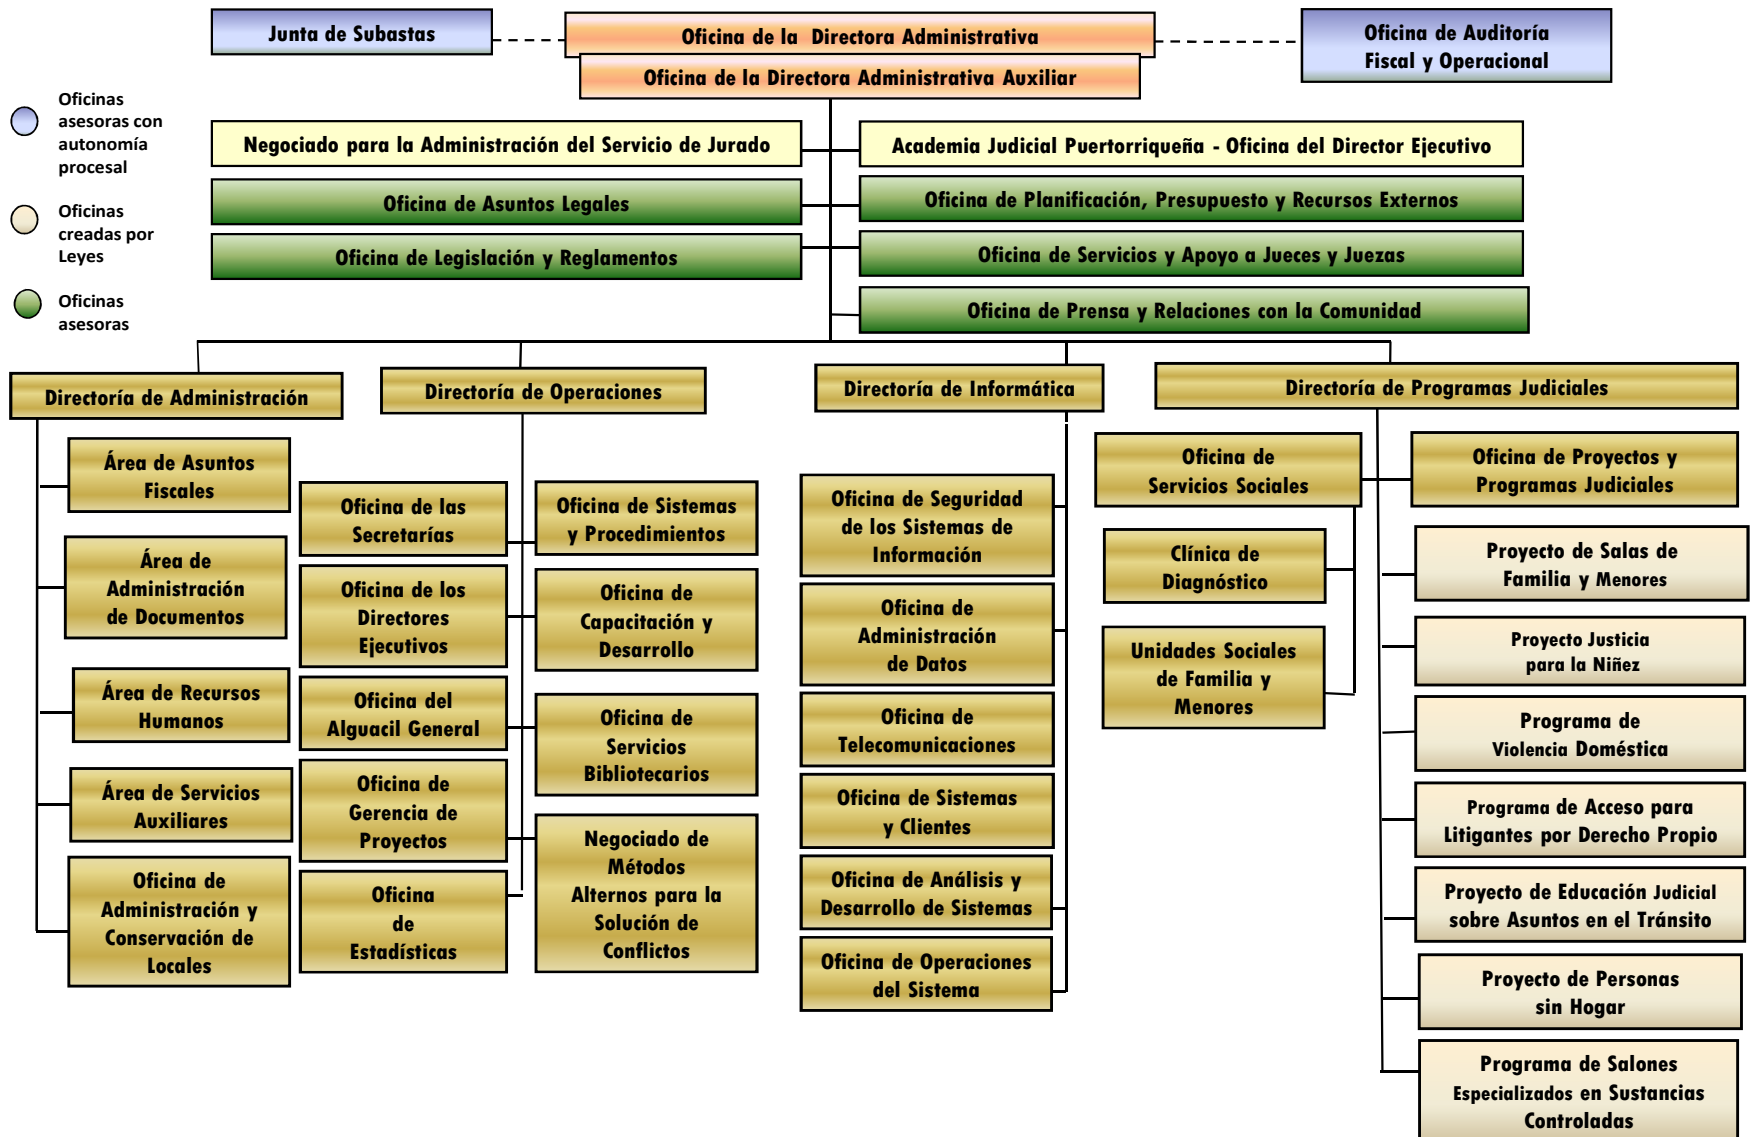 Junta de Subastas
Oficina de la Directora Administrativa
Oficina de Auditoría
Fiscal y Operacional
Oficina de la Directora Administrativa Auxiliar
Oficinas
asesoras con
autonomía
procesal
Oficinas
creadas por
Leyes
Oficinas
asesoras
Negociado para la Administración del Servicio de Jurado
Academia Judicial Puertorriqueña - Oficina del Director Ejecutivo
Oficina de Asuntos Legales
Oficina de Planificación, Presupuesto y Recursos Externos
Oficina de Legislación y Reglamentos
Oficina de Servicios y Apoyo a Jueces y Juezas
Oficina de Prensa y Relaciones con la Comunidad
Directoría de Administración
Área de Asuntos
Fiscales
Área de
Administración
de Documentos
Área de Recursos
Humanos
Área de Servicios
Auxiliares
Oficina de
Administración y
Conservación de
Locales
Directoría de Operaciones
Oficina de las
Secretarías
Oficina de los
Directores
Ejecutivos
Oficina del
Alguacil General
Oficina de
Gerencia de
Proyectos
Oficina
de
Estadísticas
Oficina de Sistemas
y Procedimientos
Oficina de
Capacitación y
Desarrollo
Oficina de
Servicios
Bibliotecarios
Negociado de
Métodos
Alternos para la
Solución de
Conflictos
Directoría de Informática
Oficina de Seguridad
de los Sistemas de
Información
Oficina de
Administración
de Datos
Oficina de
Telecomunicaciones
Oficina de Sistemas
y Clientes
Oficina de Análisis y
Desarrollo de Sistemas
Oficina de Operaciones
del Sistema
Directoría de Programas Judiciales
Oficina de
Servicios Sociales
Clínica de
Diagnóstico
Unidades Sociales
de Familia y
Menores
Oficina de Proyectos y
Programas Judiciales
Proyecto de Salas de
Familia y Menores
Proyecto Justicia
para la Niñez
Programa de
Violencia Doméstica
Programa de Acceso para
Litigantes por Derecho Propio
Proyecto de Educación Judicial
sobre Asuntos en el Tránsito
Proyecto de Personas
sin Hogar
Programa de Salones
Especializados en Sustancias
Controladas